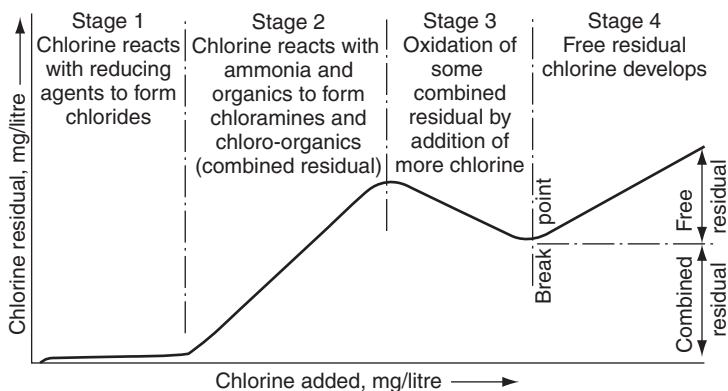 Stage 1
Chlorine reacts
with reducing
agents to form
chlorides
Stage 2
Chlorine reacts with
ammonia and
organics to form
chloramines and
chloro-organics
(combined residual)
Stage 3
Oxidation of
some
combined
residual by
addition of
more chlorine
Stage 4
Free residual
chlorine develops
Chlorine residual, mg/litre
Break point
Free
residual
Combined
residual
Chlorine added, mg/litre